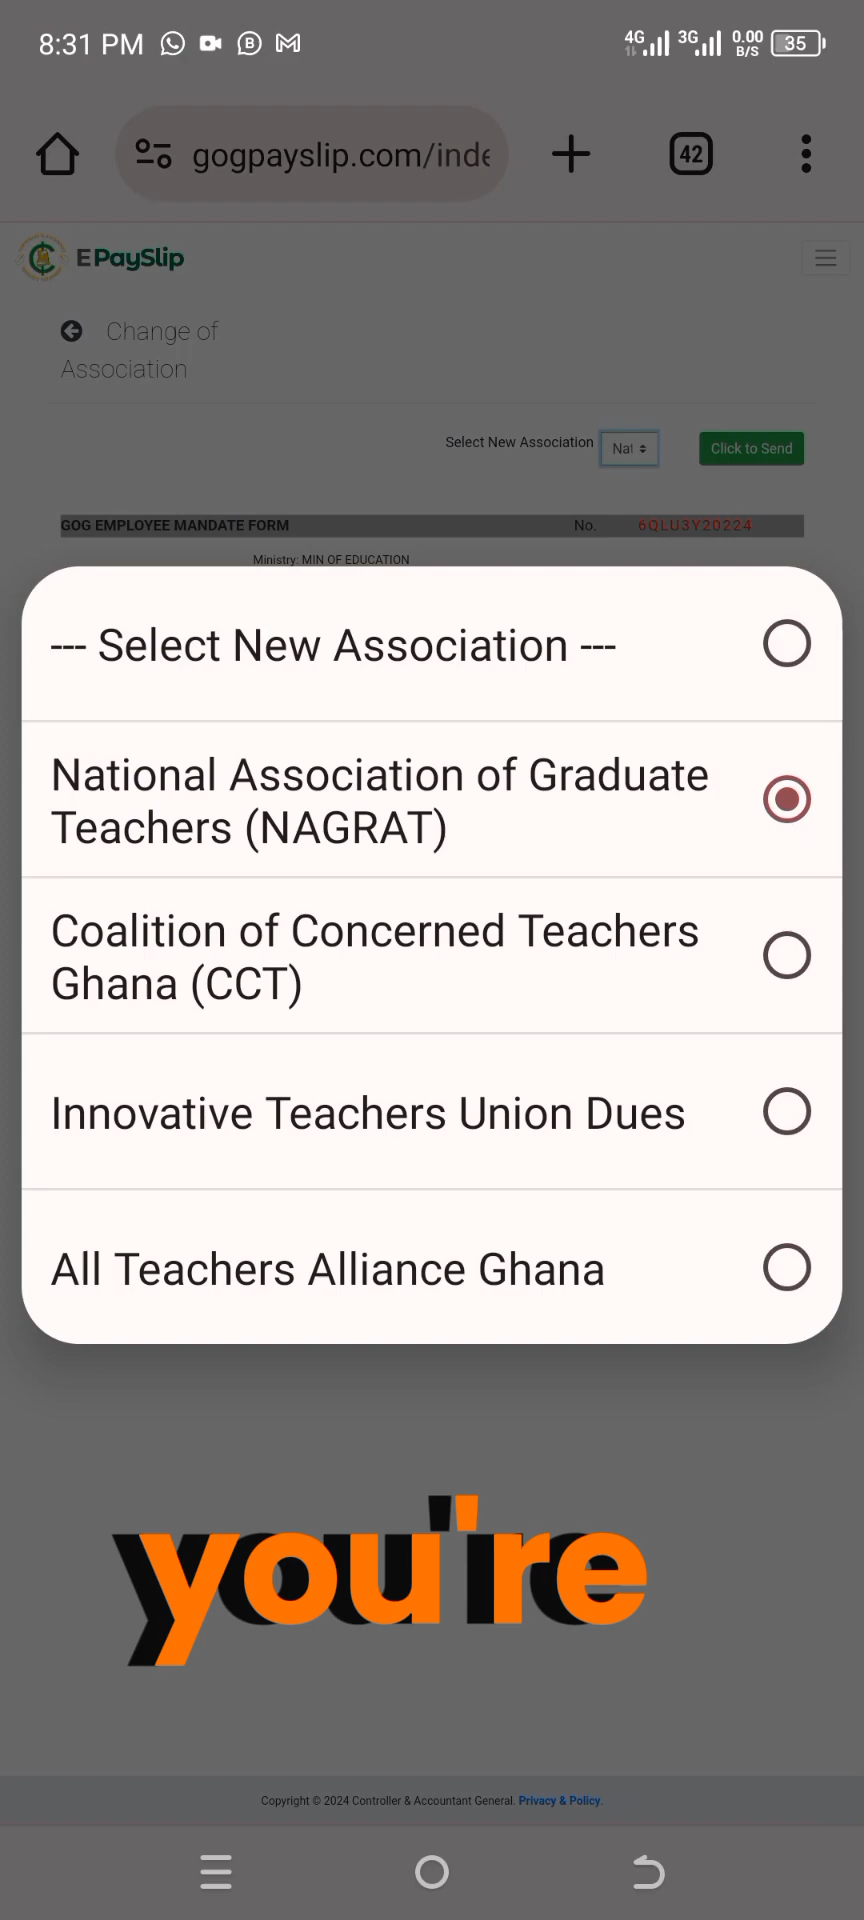 8:31 PM 4G 3G 0.00 B/S 35
gogpayslip.com/inde 42
E PaySlip
Change of
Association
Select New Association Nat Click to Send
GOG EMPLOYEE MANDATE FORM No. 6QLU3Y20224
Ministry: MIN OF EDUCATION
--- Select New Association ---
National Association of Graduate
Teachers (NAGRAT)
Coalition of Concerned Teachers
Ghana (CCT)
Innovative Teachers Union Dues
All Teachers Alliance Ghana
you're
Copyright © 2024 Controller & Accountant General. Privacy & Policy.